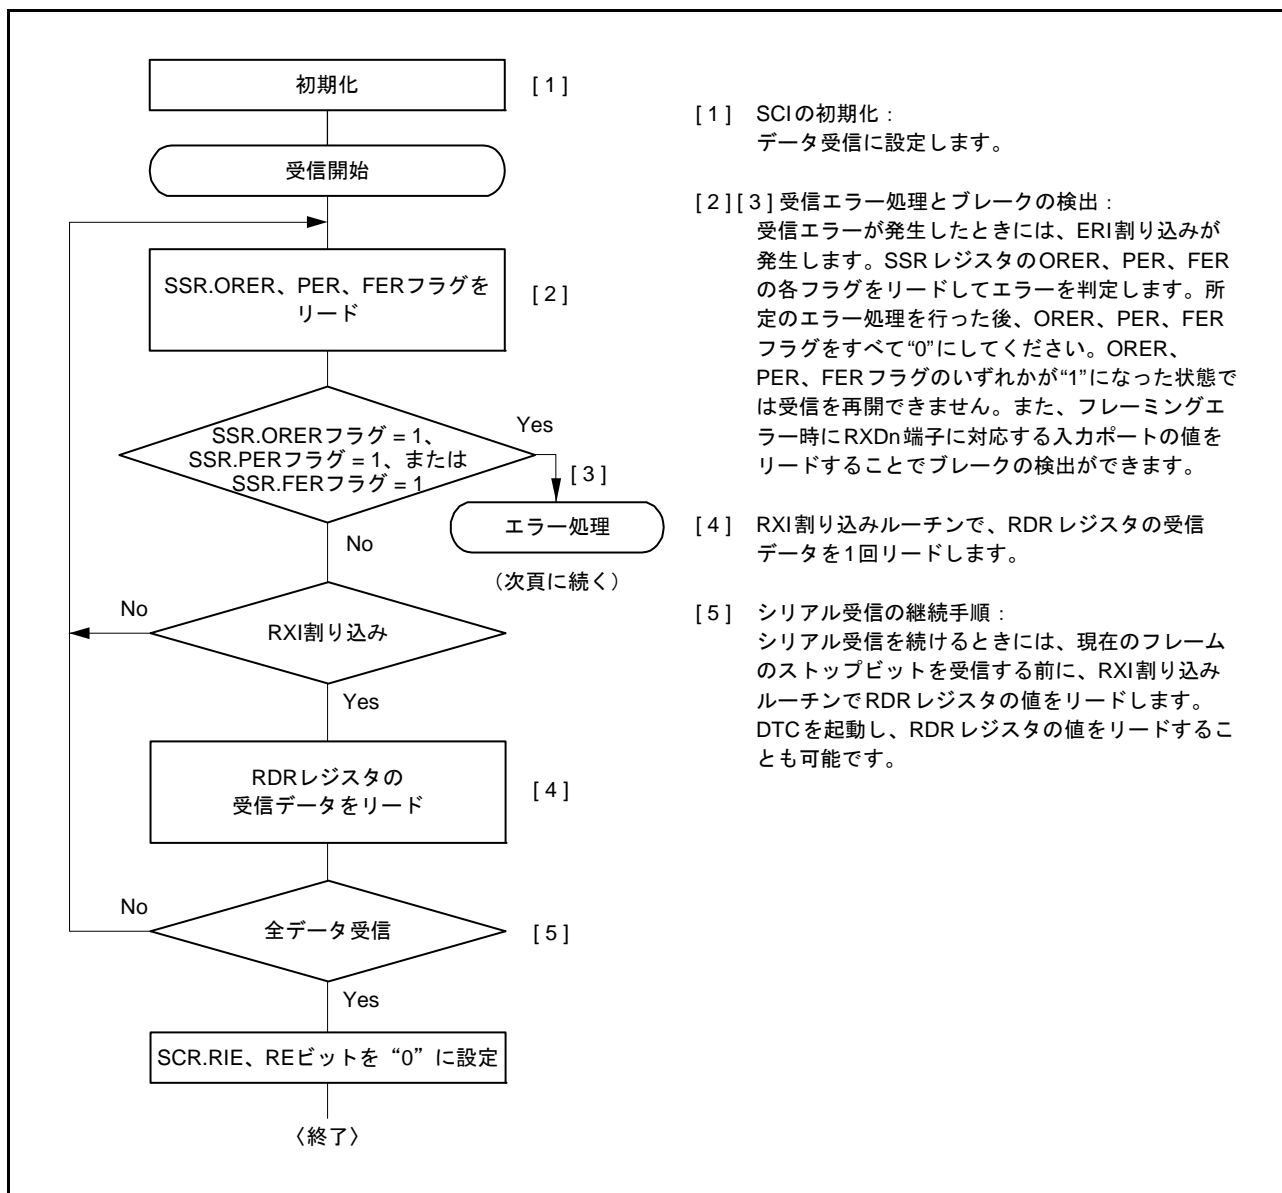 初期化
[ 1 ]
受信開始
SSR.ORER、PER、FERフラグを
リード
[ 2 ]
SSR.ORERフラグ = 1、
SSR.PERフラグ = 1、または
SSR.FERフラグ = 1
Yes
[ 3 ]
エラー処理
（次頁に続く）
No
RXI割り込み
No
Yes
RDRレジスタの
受信データをリード
[ 4 ]
全データ受信
No
[ 5 ]
Yes
SCR.RIE、REビットを“0”に設定
〈終了〉
[ 1 ] SCIの初期化：
データ受信に設定します。
[ 2 ] [ 3 ] 受信エラー処理とブレークの検出：
受信エラーが発生したときには、ERI割り込みが
発生します。SSRレジスタのORER、PER、FER
の各フラグをリードしてエラーを判定します。所
定のエラー処理を行った後、ORER、PER、FER
フラグをすべて“0”にしてください。ORER、
PER、FERフラグのいずれかが“1”になった状態で
は受信を再開できません。また、フレーミングエ
ラー時にRXDn端子に対応する入力ポートの値を
リードすることでブレークの検出ができます。
[ 4 ] RXI割り込みルーチンで、RDRレジスタの受信
データを1回リードします。
[ 5 ] シリアル受信の継続手順：
シリアル受信を続けるときには、現在のフレーム
のストップビットを受信する前に、RXI割り込み
ルーチンでRDRレジスタの値をリードします。
DTCを起動し、RDRレジスタの値をリードするこ
とも可能です。